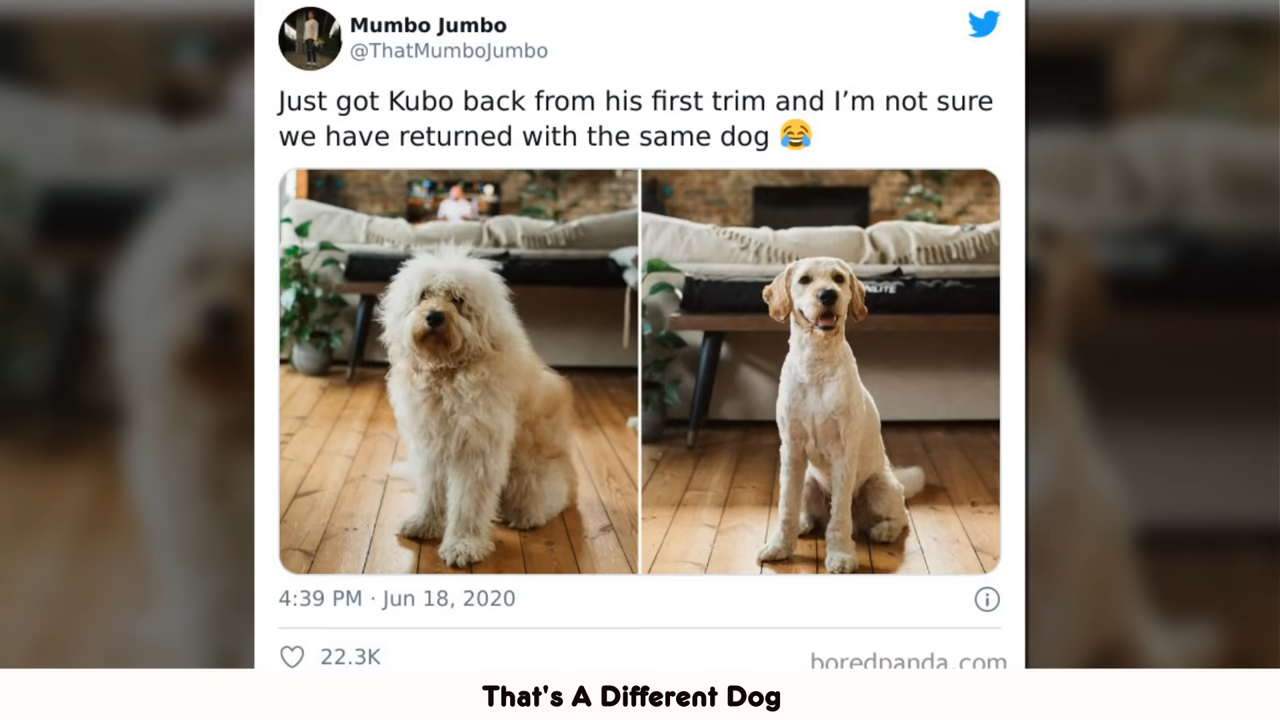 Mumbo Jumbo
@ThatMumboJumbo
Just got Kubo back from his first trim and I’m not sure
we have returned with the same dog 😂
NLITE
4:39 PM · Jun 18, 2020
22.3K
boredpanda.com
That's A Different Dog